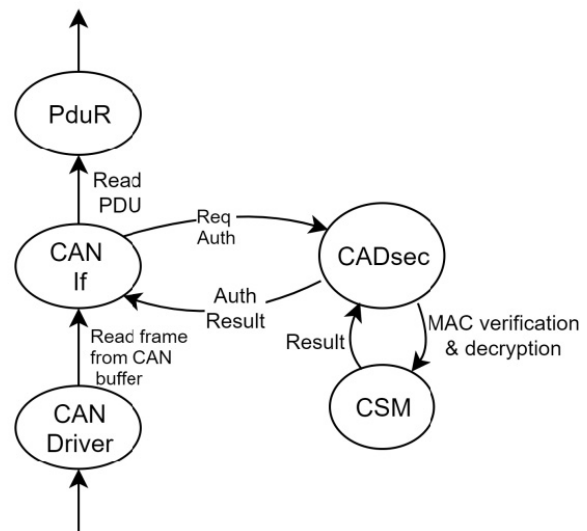 PduR
Read
PDU
Req
Auth
CAN
If
CADsec
Auth
Result
Read frame
from CAN
buffer
Result
MAC verification
& decryption
CAN
Driver
CSM